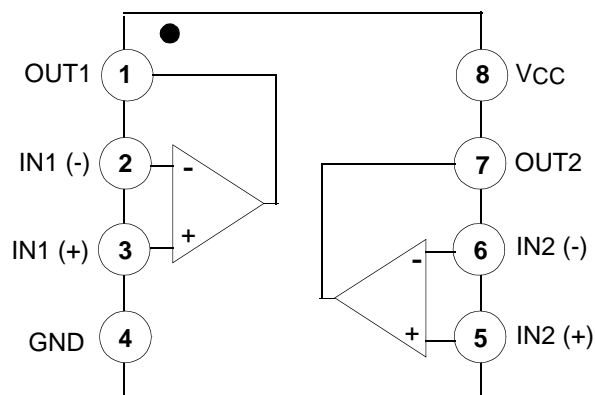 OUT1 1
8 VCC
IN1 (-) 2 -
7 OUT2
IN1 (+) 3 +
- 6 IN2 (-)
GND 4
+ 5 IN2 (+)